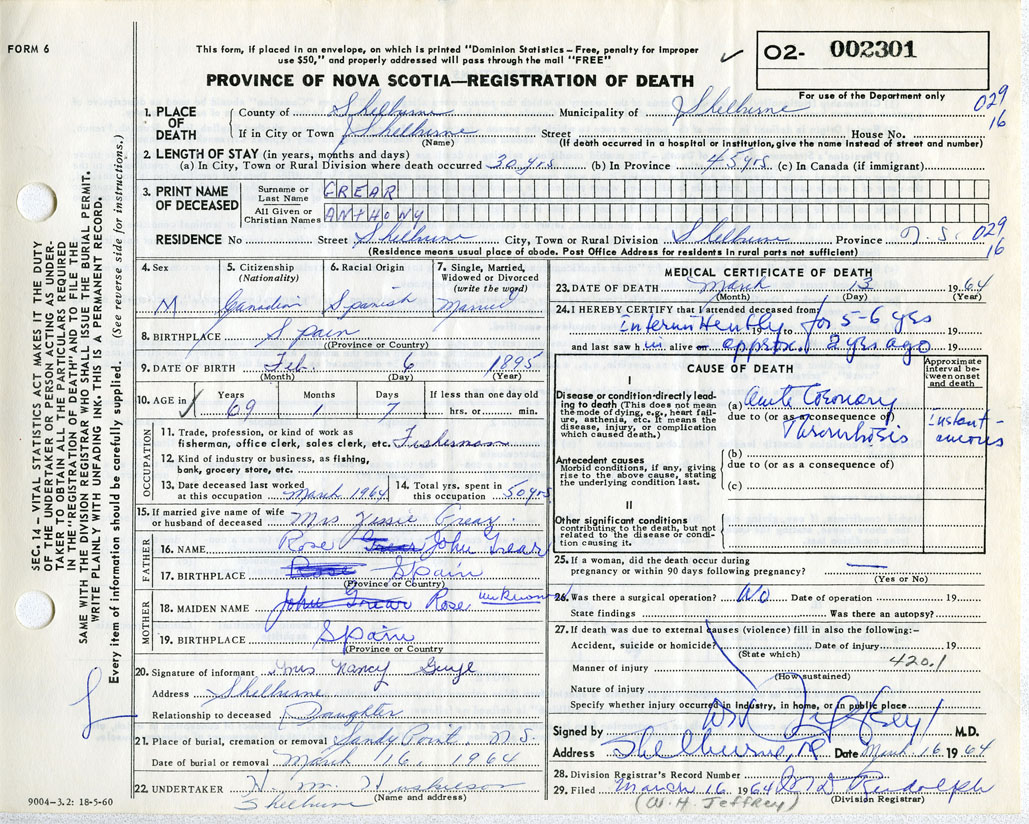 FORM 6
This form, if placed in an envelope, on which is printed "Dominion Statistics – Free, penalty for improper
use $50," and properly addressed will pass through the mail "FREE"
✓ O2- 002301
For use of the Department only
PROVINCE OF NOVA SCOTIA—REGISTRATION OF DEATH
029
16
1. PLACE OF DEATH
County of Shelburne Municipality of Shelburne
If in City or Town Shelburne Street House No.
(Name) (If death occurred in a hospital or institution, give the name instead of street and number)
2. LENGTH OF STAY (in years, months and days)
(a) In City, Town or Rural Division where death occurred 30 yrs (b) In Province 45 yrs. (c) In Canada (if immigrant)
3. PRINT NAME OF DECEASED
Surname or Last Name GREAR
All Given or Christian Names ANTHONY
RESIDENCE No Street Shelburne City, Town or Rural Division Shelburne Province N.S. 029
16
(Residence means usual place of abode. Post Office Address for residents in rural parts not sufficient)
4. Sex M
5. Citizenship (Nationality) Canadian
6. Racial Origin Spanish
7. Single, Married, Widowed or Divorced (write the word) Married
8. BIRTHPLACE Spain
(Province or Country)
9. DATE OF BIRTH Feb. 6 1895
(Month) (Day) (Year)
10. AGE in Years 69 Months 1 Days 7 If less than one day old
hrs. or min.
OCCUPATION
11. Trade, profession, or kind of work as
fisherman, office clerk, sales clerk, etc. Fisherman
12. Kind of industry or business, as fishing,
bank, grocery store, etc.
13. Date deceased last worked
at this occupation March 1964
14. Total yrs. spent in
this occupation 50 yrs
15. If married give name of wife
or husband of deceased Mrs Grear.
FATHER
16. NAME Rose Grear John Grear
17. BIRTHPLACE Rose Spain
(Province or Country)
MOTHER
18. MAIDEN NAME John Grear Rose unknown
19. BIRTHPLACE Spain
(Province or Country
20. Signature of informant Mrs Nancy
Address Shelburne
Relationship to deceased Daughter
21. Place of burial, cremation or removal Sandy Point. N.S.
Date of burial or removal March 16, 1964
22. UNDERTAKER H. M. Huskilson
Shelburne
(Name and address)
9004-3.2: 18-5-60
MEDICAL CERTIFICATE OF DEATH
23. DATE OF DEATH March 13 1964
(Month) (Day) (Year)
24. I HEREBY CERTIFY that I attended deceased from
Intermittently 19 to for 5-6 yrs 19
and last saw h im alive on approx. 2 yrs ago 19
CAUSE OF DEATH
Approximate interval between onset and death
I
Disease or condition directly leading to death (This does not mean the mode of dying, e.g., heart failure, asthenia, etc. It means the disease, injury, or complication which caused death.)
(a) Acute Coronary
due to (or as consequence of)
Thrombosis
Instantaneous
Antecedent causes
Morbid conditions, if any, giving rise to the above cause, stating the underlying condition last.
(b)
due to (or as a consequence of)
(c)
II
Other significant conditions
contributing to the death, but not related to the disease or condition causing it.
25. If a woman, did the death occur during
pregnancy or within 90 days following pregnancy? —
(Yes or No)
26. Was there a surgical operation? No Date of operation 19
State findings Was there an autopsy?
27. If death was due to external causes (violence) fill in also the following:–
Accident, suicide or homicide? Date of injury 19
(State which) 420.1
Manner of injury
(How sustained)
Nature of injury
Specify whether injury occurred in Industry, in home, or in public place
Signed by WH Jeffrey M.D.
Address Shelburne, Date March 16 1964
28. Division Registrar's Record Number
29. Filed March 16 1964
(Division Registrar)
(W. H. Jeffrey)
SEC. 14 – VITAL STATISTICS ACT MAKES IT THE DUTY
OF THE UNDERTAKER OR PERSON ACTING AS UNDER-
TAKER TO OBTAIN ALL THE PARTICULARS REQUIRED
IN THE "REGISTRATION OF DEATH" AND TO FILE THE
SAME WITH THE DIVISION REGISTRAR WHO SHALL ISSUE THE BURIAL PERMIT.
WRITE PLAINLY WITH UNFADING INK. THIS IS A PERMANENT RECORD.
Every item of information should be carefully supplied. (See reverse side for instructions.)